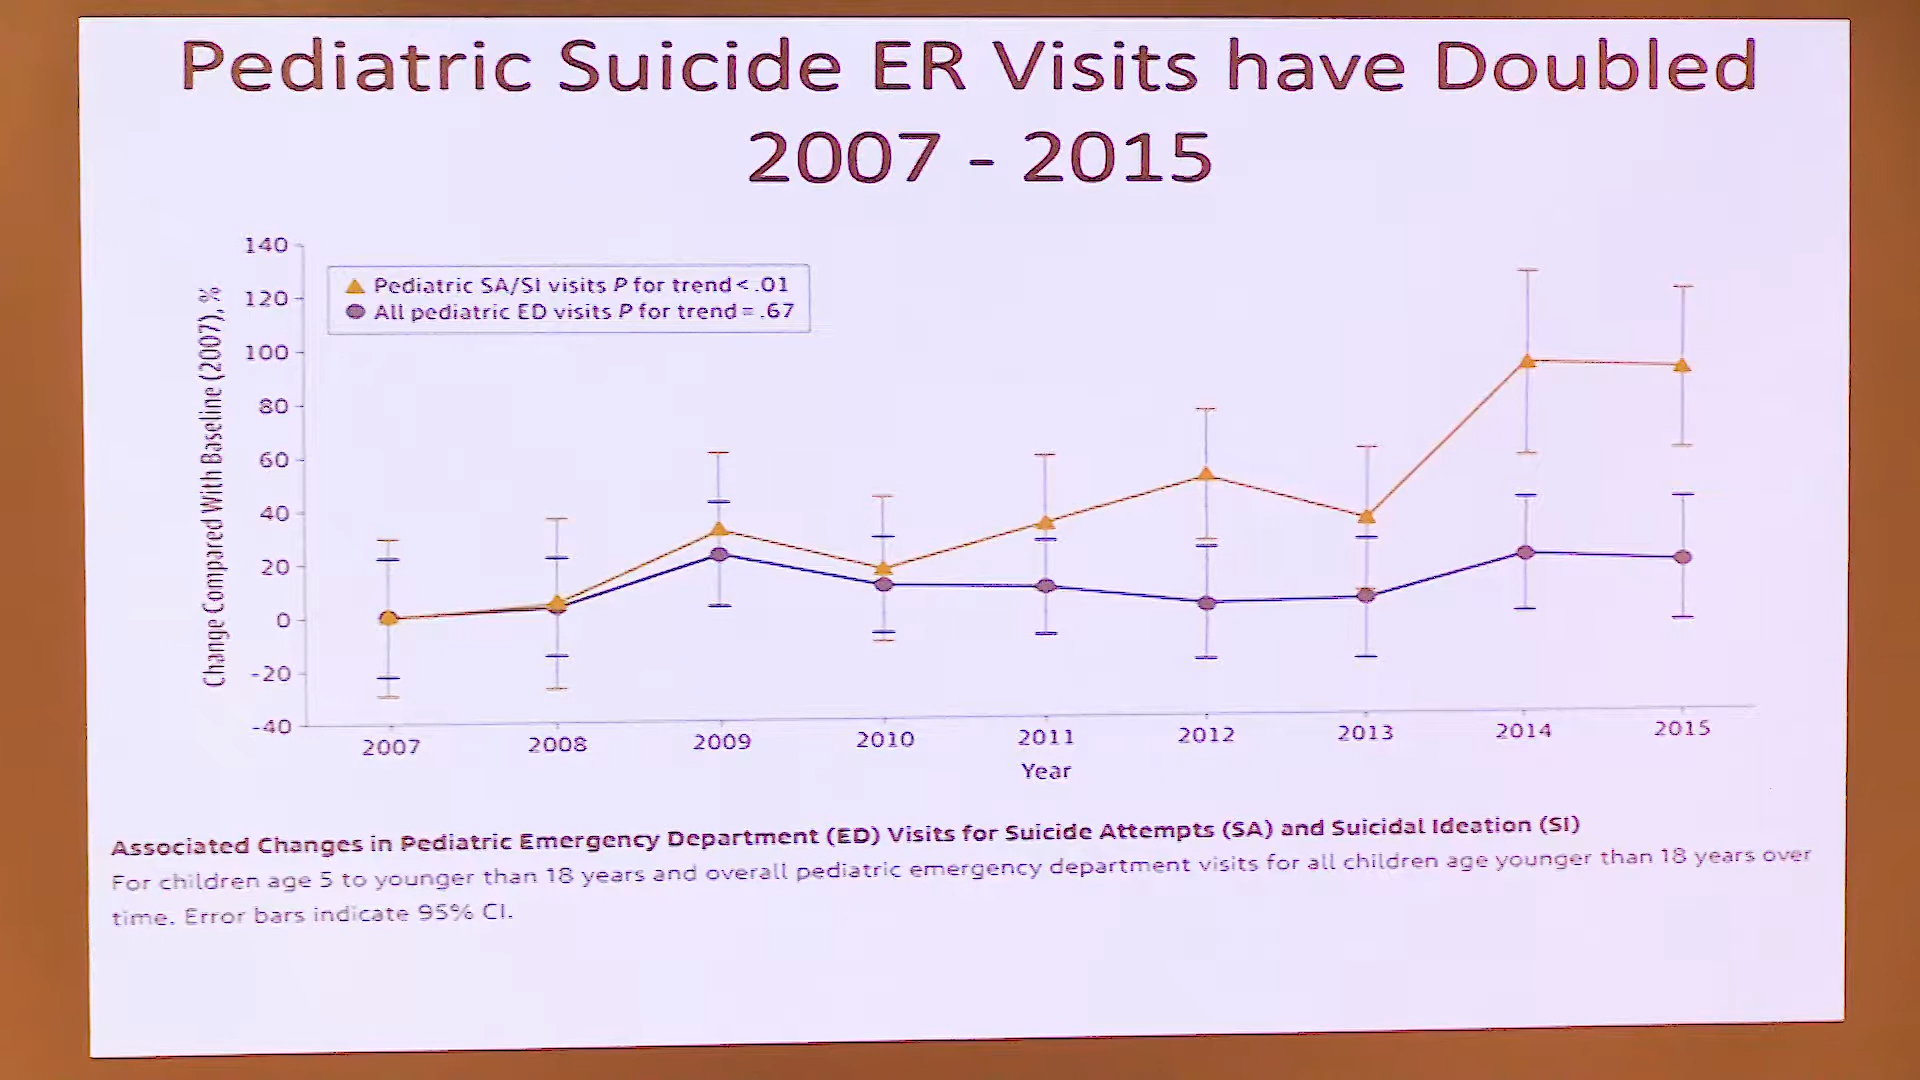 Pediatric Suicide ER Visits have Doubled
2007 - 2015
Change Compared With Baseline (2007), %
140
120
100
80
60
40
20
0
-20
-40
Pediatric SA/SI visits P for trend < .01
All pediatric ED visits P for trend = .67
2007 2008 2009 2010 2011 2012 2013 2014 2015
Year
Associated Changes in Pediatric Emergency Department (ED) Visits for Suicide Attempts (SA) and Suicidal Ideation (SI)
For children age 5 to younger than 18 years and overall pediatric emergency department visits for all children age younger than 18 years over
time. Error bars indicate 95% CI.